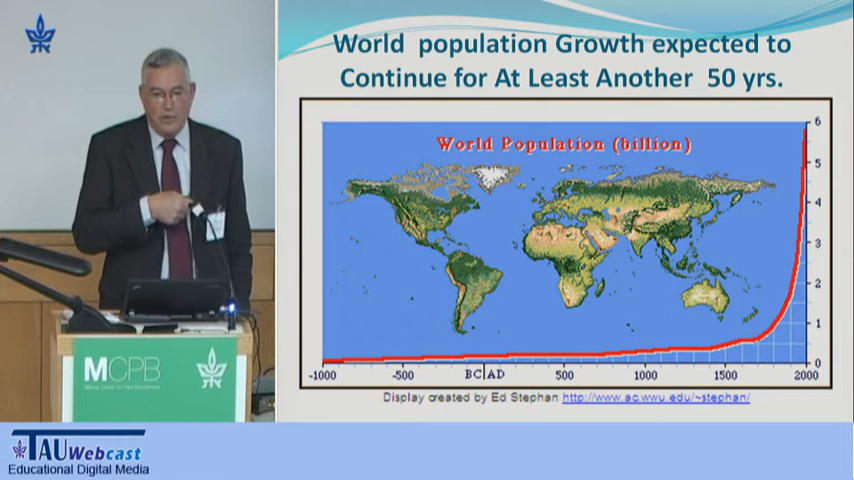 World population Growth expected to
Continue for At Least Another 50 yrs.
World Population (billion)
6
5
4
3
2
1
0
-1000 -500 BC|AD 500 1000 1500 2000
Display created by Ed Stephan http://www.ac.wwu.edu/~stephan/
MCPB
TAU Webcast
Educational Digital Media